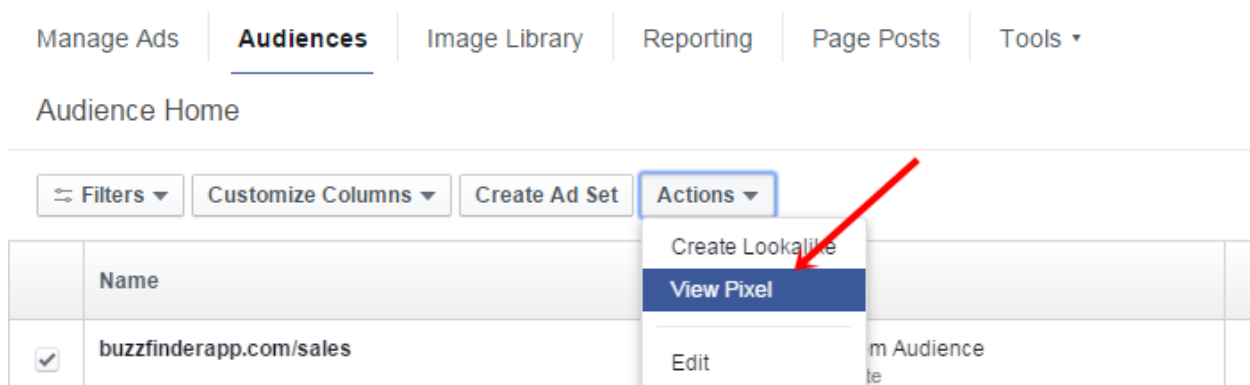 Manage Ads Audiences Image Library Reporting Page Posts Tools
Audience Home
Filters Customize Columns Create Ad Set Actions
Create Lookalike
Name View Pixel
buzzfinderapp.com/sales Edit m Audience
te